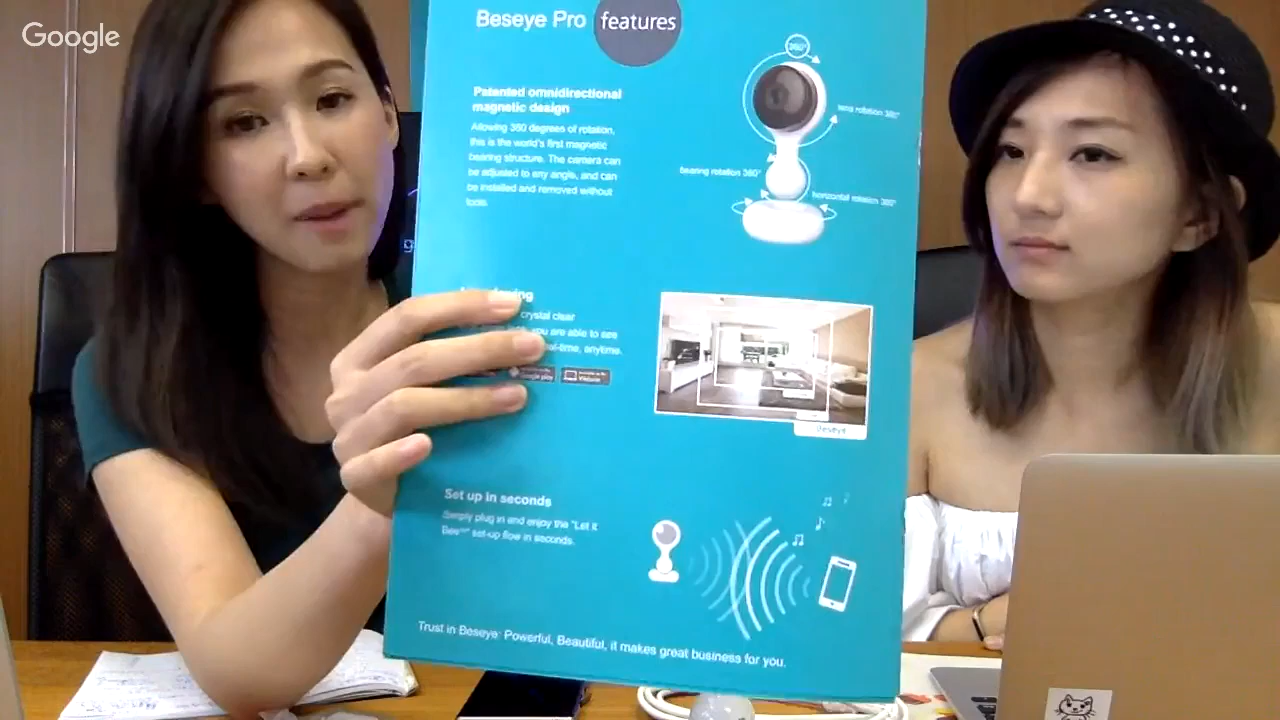 Google
Beseye Pro features
Patented omnidirectional
magnetic design
Allowing 360 degrees of rotation,
this is the world's first magnetic
bearing structure. The camera can
be adjusted to any angle, and can
be installed and removed without
tools.
360°
lens rotation 360°
bearing rotation 360°
horizontal rotation 360°
crystal clear
you are able to see
anytime.
Google play
Beseye
Set up in seconds
Simply plug in and enjoy the "Let it
Bee" set-up flow in seconds.
Trust in Beseye: Powerful, Beautiful, it makes great business for you.